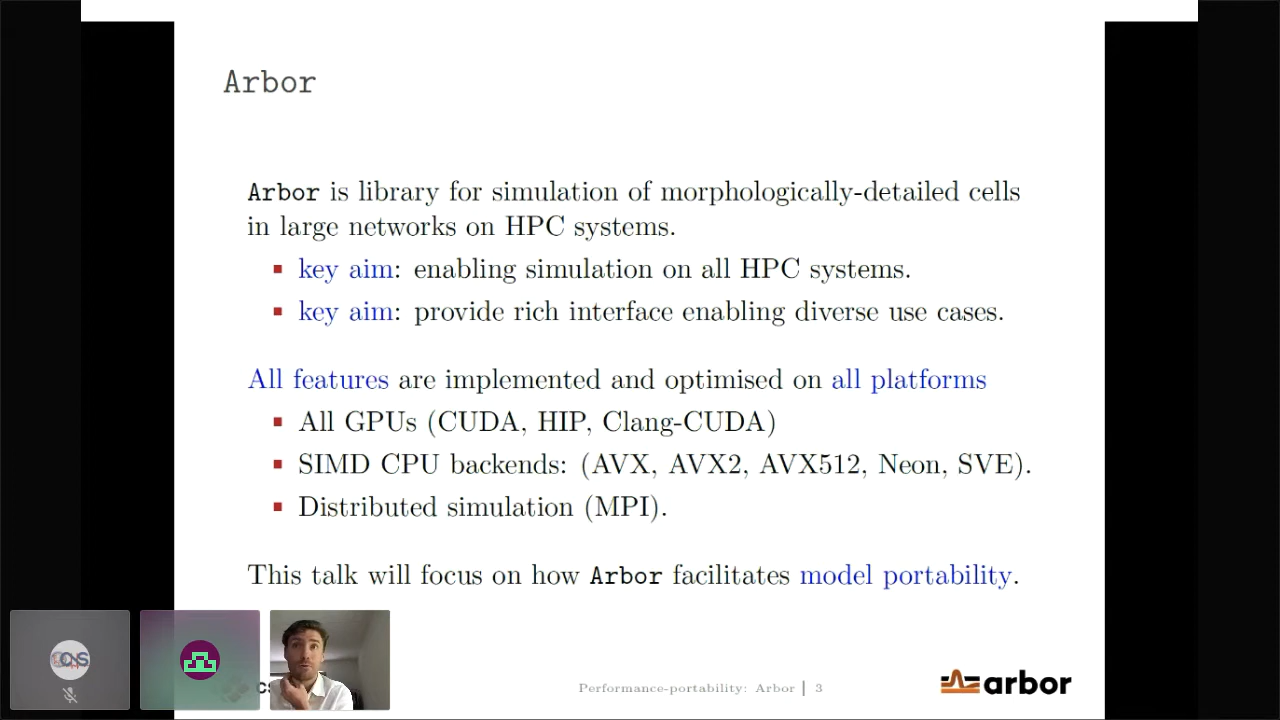 Arbor
Arbor is library for simulation of morphologically-detailed cells
in large networks on HPC systems.
key aim: enabling simulation on all HPC systems.
key aim: provide rich interface enabling diverse use cases.
All features are implemented and optimised on all platforms
All GPUs (CUDA, HIP, Clang-CUDA)
SIMD CPU backends: (AVX, AVX2, AVX512, Neon, SVE).
Distributed simulation (MPI).
This talk will focus on how Arbor facilitates model portability.
Performance-portability: Arbor | 3
arbor